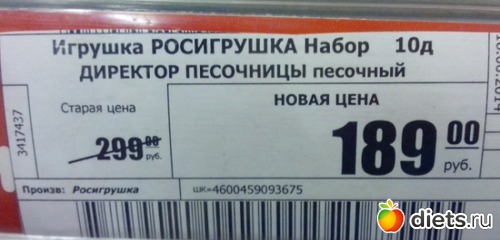 Игрушка РОСИГРУШКА Набор 10д
ДИРЕКТОР ПЕСОЧНИЦЫ песочный
Старая цена
299 00
руб.
НОВАЯ ЦЕНА
189 00
руб.
3417437
Произв: Росигрушка
ШК=4600459093675
diets.ru